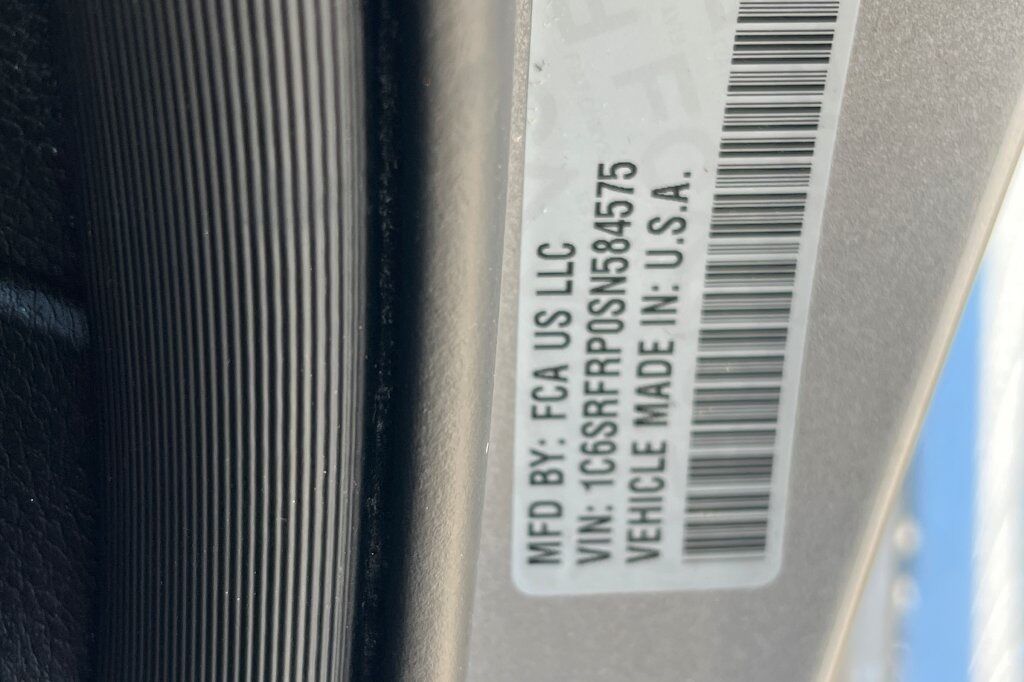 MFD BY: FCA US LLC
VIN: 1C6SRFRP0SN584575
VEHICLE MADE IN: U.S.A.